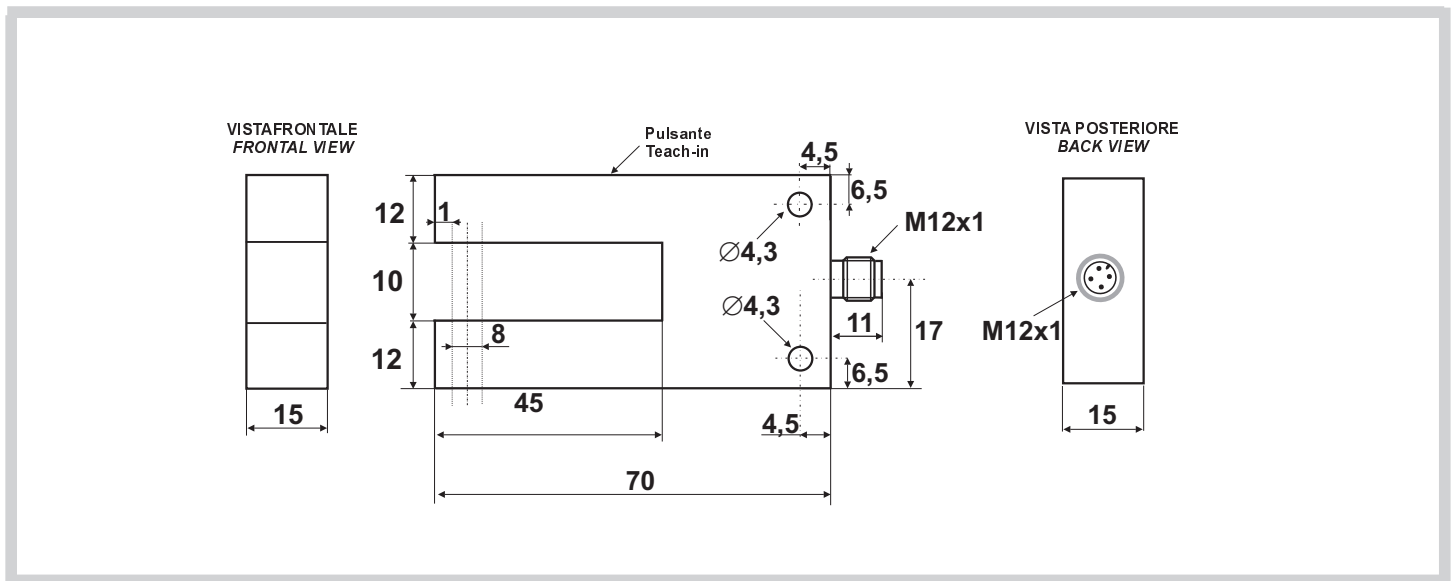 VISTAFRONTALE
FRONTAL VIEW
15
Pulsante
Teach-in
4,5
6,5
12
1
10
12
8
∅4,3
∅4,3
M12x1
11
17
6,5
4,5
45
70
VISTA POSTERIORE
BACK VIEW
M12x1
15